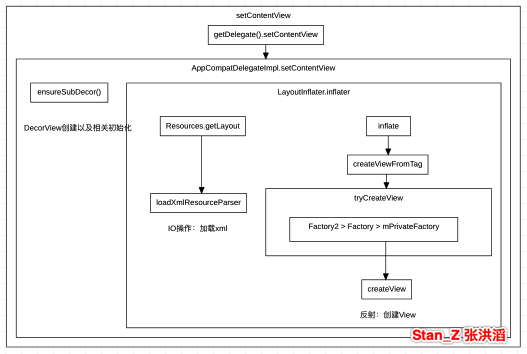 setContentView
getDelegate().setContentView
AppCompatDelegateImpl.setContentView
ensureSubDecor()
DecorView创建以及相关初始化
LayoutInflater.inflater
Resources.getLayout
loadXmlResourceParser
IO操作：加载xml
inflate
createViewFromTag
tryCreateView
Factory2 > Factory > mPrivateFactory
createView
反射：创建View
Stan_Z 张洪滔